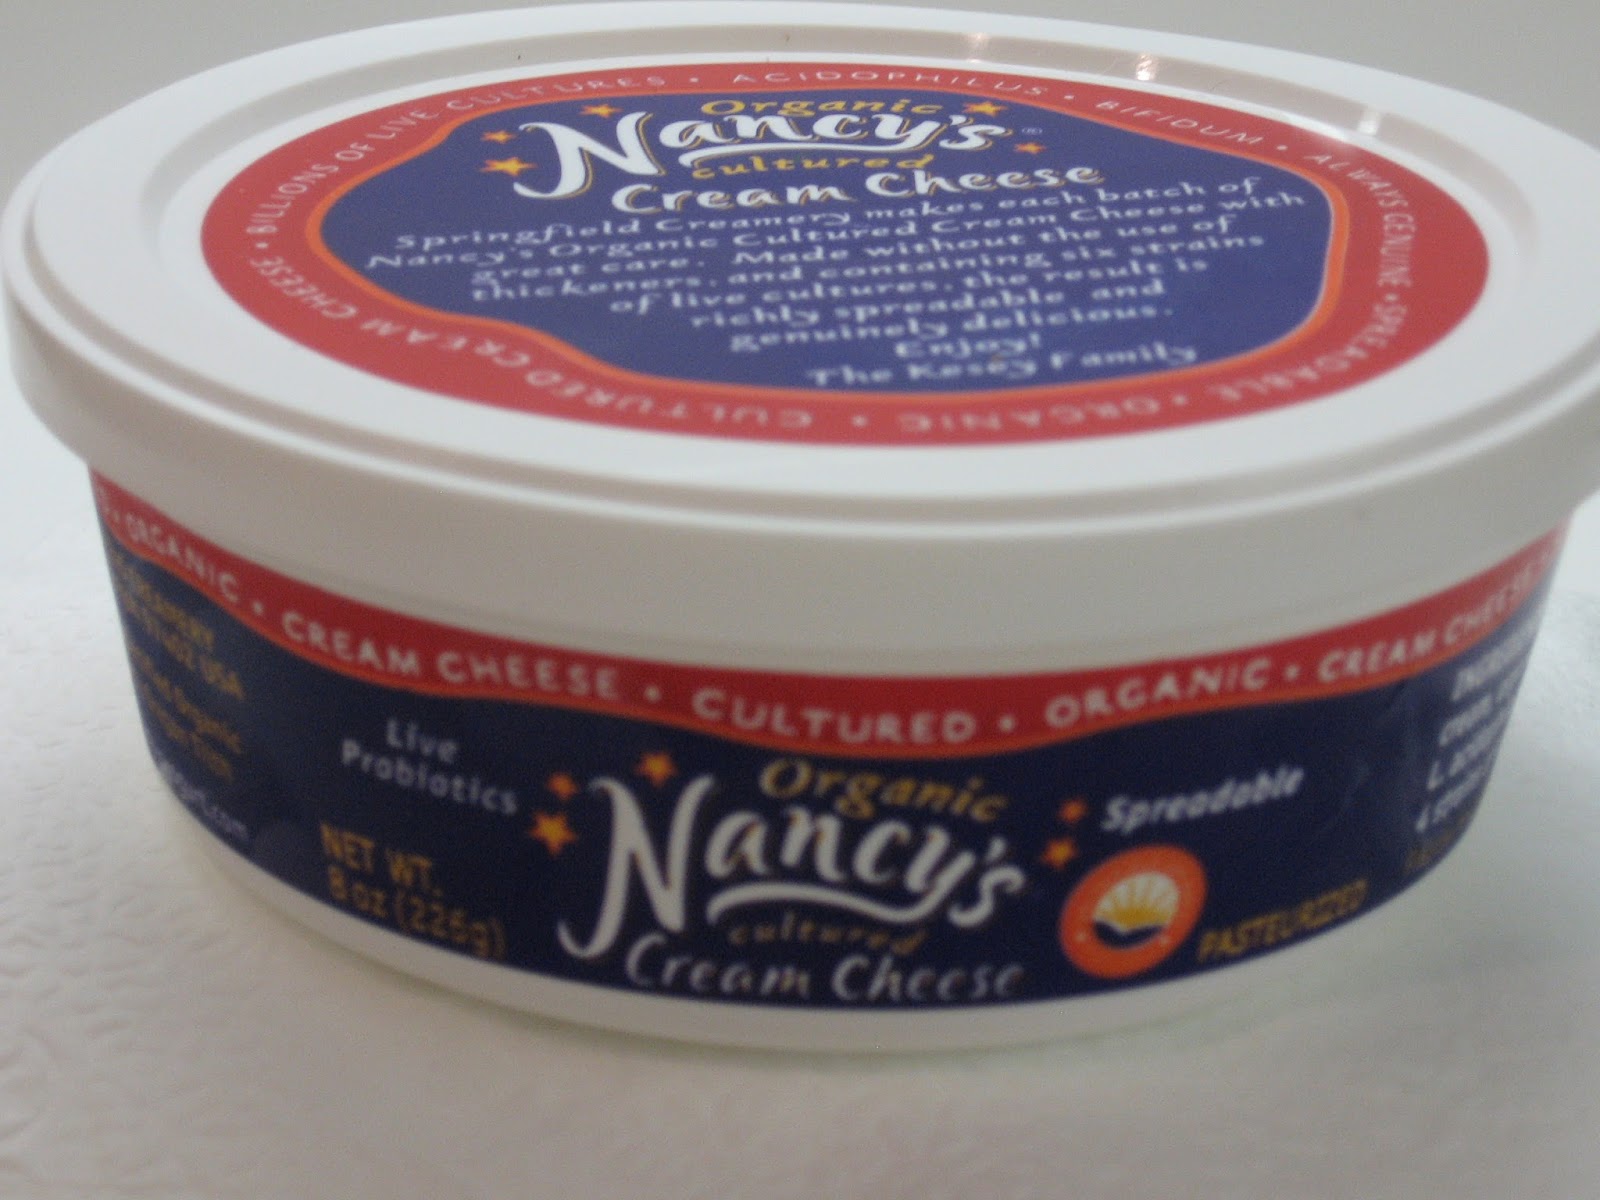 CULTURED CREAM CHEESE • BILLIONS OF LIVE CULTURES • ACIDOPHILUS • BIFIDUM • ALWAYS GENUINE • SPREADABLE • ORGANIC •
Organic
Nancy's®
cultured
Cream Cheese
Springfield Creamery makes each batch of
Nancy's Organic Cultured Cream Cheese with
great care. Made without the use of
thickeners, and containing six strains
of live cultures, the result is
richly spreadable and
genuinely delicious.
Enjoy!
The Kesey Family
• ORGANIC • CREAM CHEESE • CULTURED • ORGANIC • CREAM CHEESE
CREAMERY
USA
Organic
Live
Probiotics
NET WT.
8 oz (226g)
Organic
Nancy's
cultured
Cream Cheese
Spreadable
PASTEURIZED